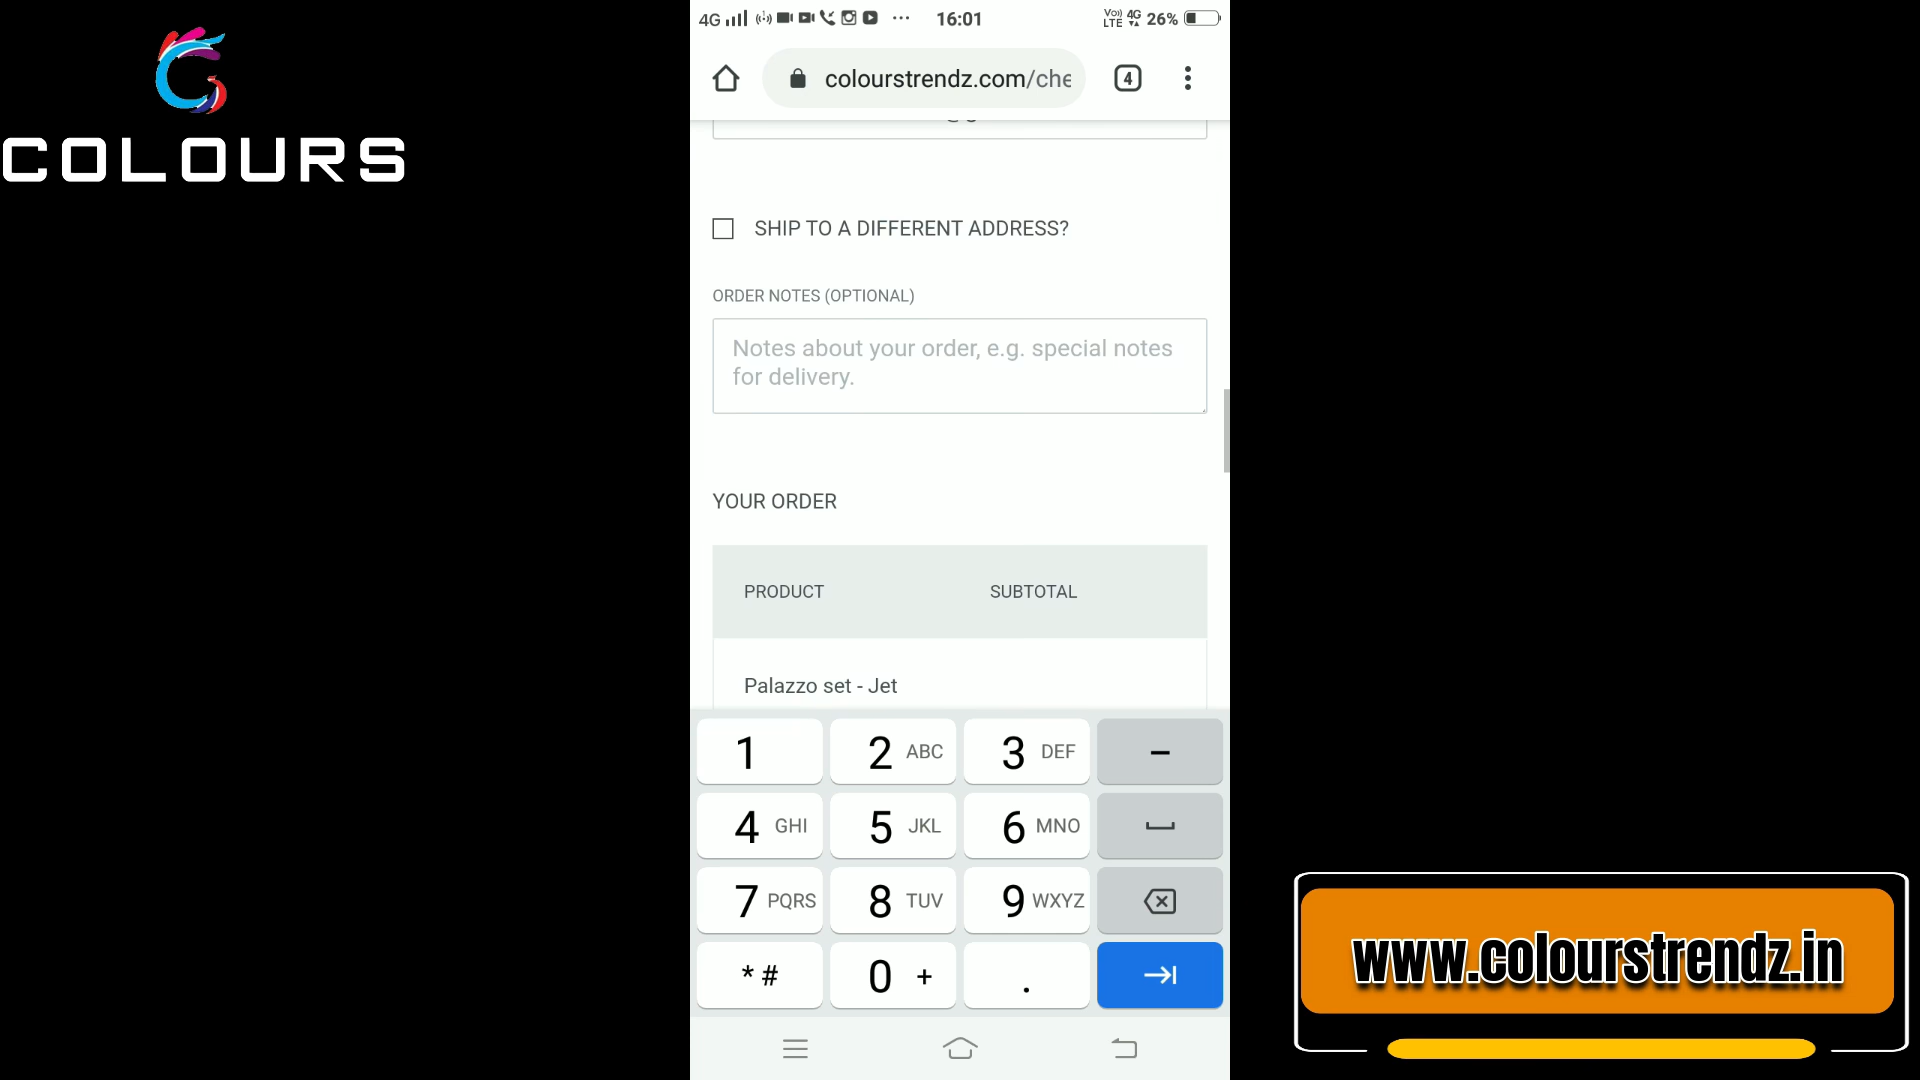 COLOURS
4G
16:01
Vo))
LTE
4G
26%
colourstrendz.com/che
4
SHIP TO A DIFFERENT ADDRESS?
ORDER NOTES (OPTIONAL)
Notes about your order, e.g. special notes
for delivery.
YOUR ORDER
PRODUCT SUBTOTAL
Palazzo set - Jet
1 2 ABC 3 DEF –
4 GHI 5 JKL 6 MNO
7 PQRS 8 TUV 9 WXYZ
* # 0 + .
www.colourstrendz.in